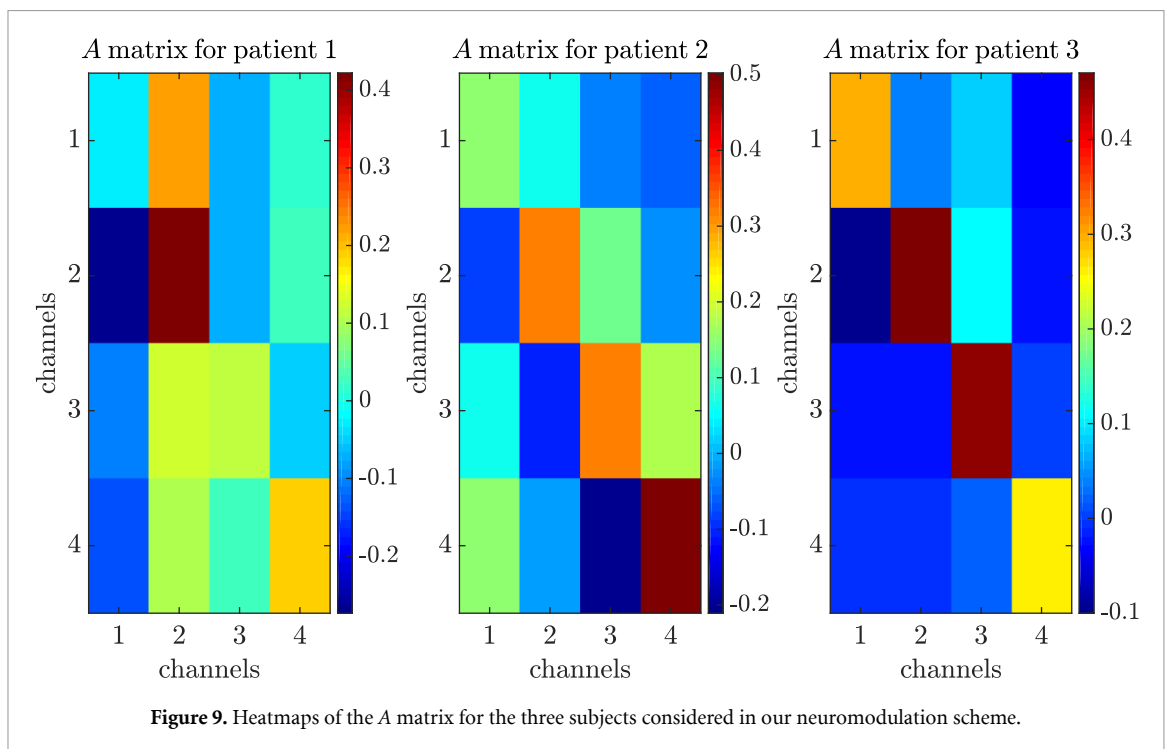 A matrix for patient 1
0.4
0.3
0.2
0.1
0
-0.1
-0.2
1
2
3
4
channels
1 2 3 4
channels
A matrix for patient 2
0.5
0.4
0.3
0.2
0.1
0
-0.1
-0.2
1
2
3
4
channels
1 2 3 4
channels
A matrix for patient 3
0.4
0.3
0.2
0.1
0
-0.1
1
2
3
4
channels
1 2 3 4
channels
Figure 9. Heatmaps of the A matrix for the three subjects considered in our neuromodulation scheme.